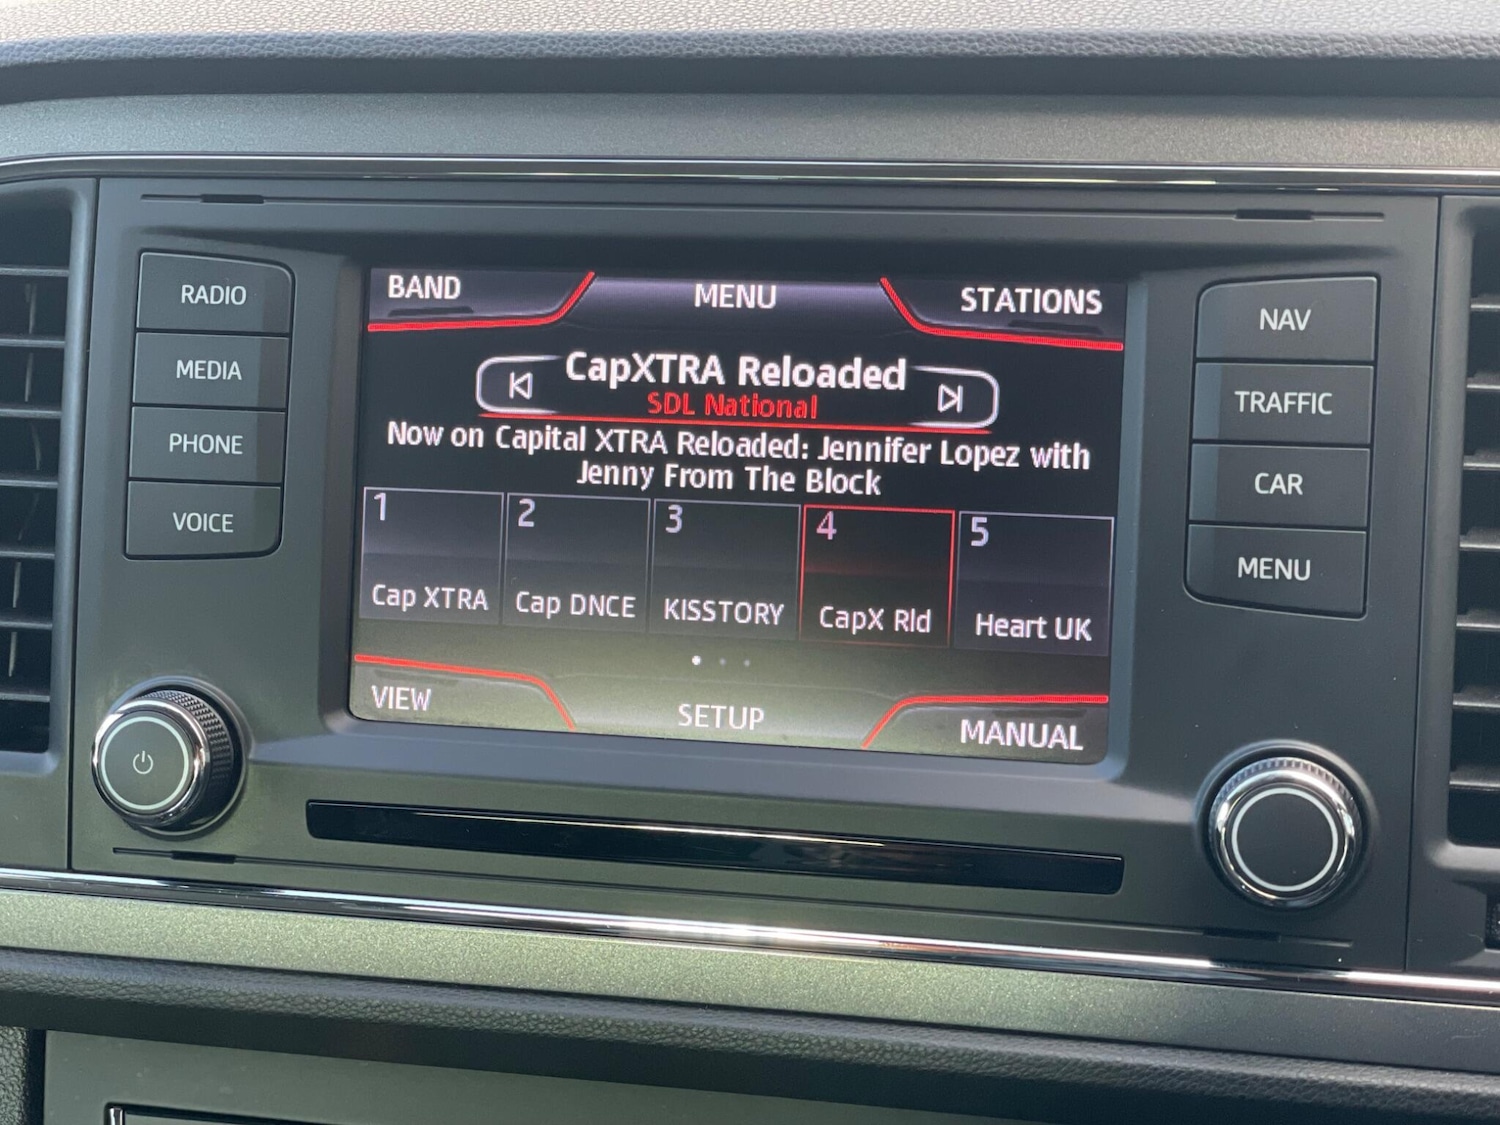 RADIO
MEDIA
PHONE
VOICE
BAND
MENU
STATIONS
CapXTRA Reloaded
SDL National
Now on Capital XTRA Reloaded: Jennifer Lopez with
Jenny From The Block
1
2
3
4
5
Cap XTRA
Cap DNCE
KISSTORY
CapX Rld
Heart UK
VIEW
SETUP
MANUAL
NAV
TRAFFIC
CAR
MENU